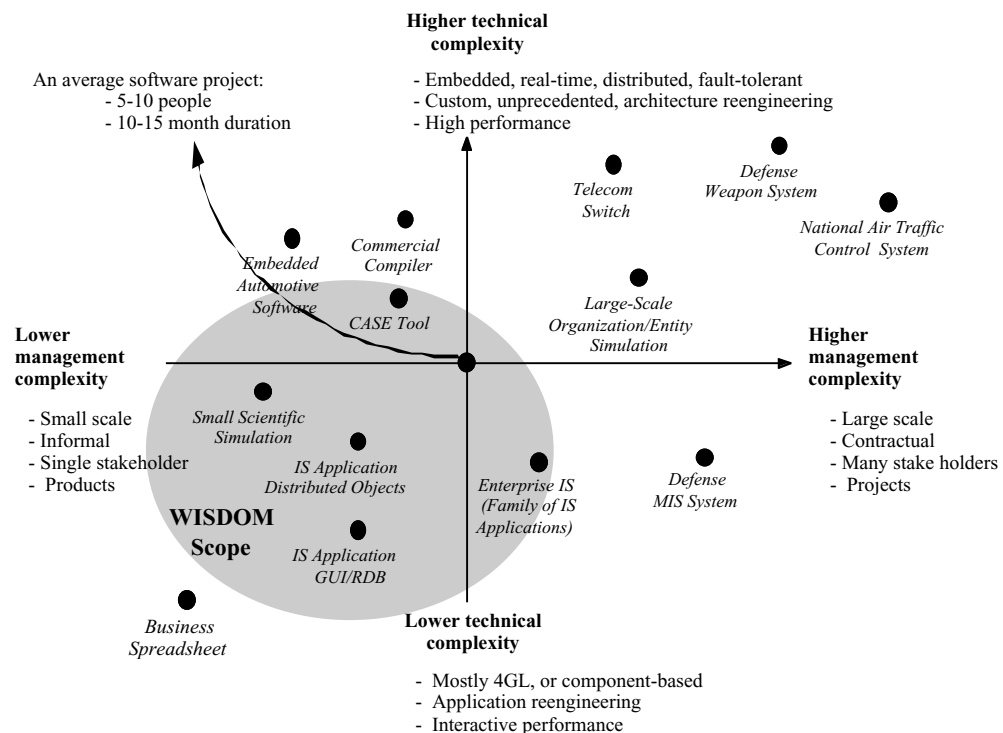 Higher technical
complexity
An average software project:
- 5-10 people
- 10-15 month duration
- Embedded, real-time, distributed, fault-tolerant
- Custom, unprecedented, architecture reengineering
- High performance
Defense
Weapon System
Telecom
Switch
National Air Traffic
Control System
Commercial
Compiler
Embedded
Automotive
Software
CASE Tool
Large-Scale
Organization/Entity
Simulation
Lower
management
complexity
- Small scale
- Informal
- Single stakeholder
- Products
Higher
management
complexity
- Large scale
- Contractual
- Many stake holders
- Projects
Small Scientific
Simulation
IS Application
Distributed Objects
Enterprise IS
(Family of IS
Applications)
Defense
MIS System
WISDOM
Scope
IS Application
GUI/RDB
Business
Spreadsheet
Lower technical
complexity
- Mostly 4GL, or component-based
- Application reengineering
- Interactive performance